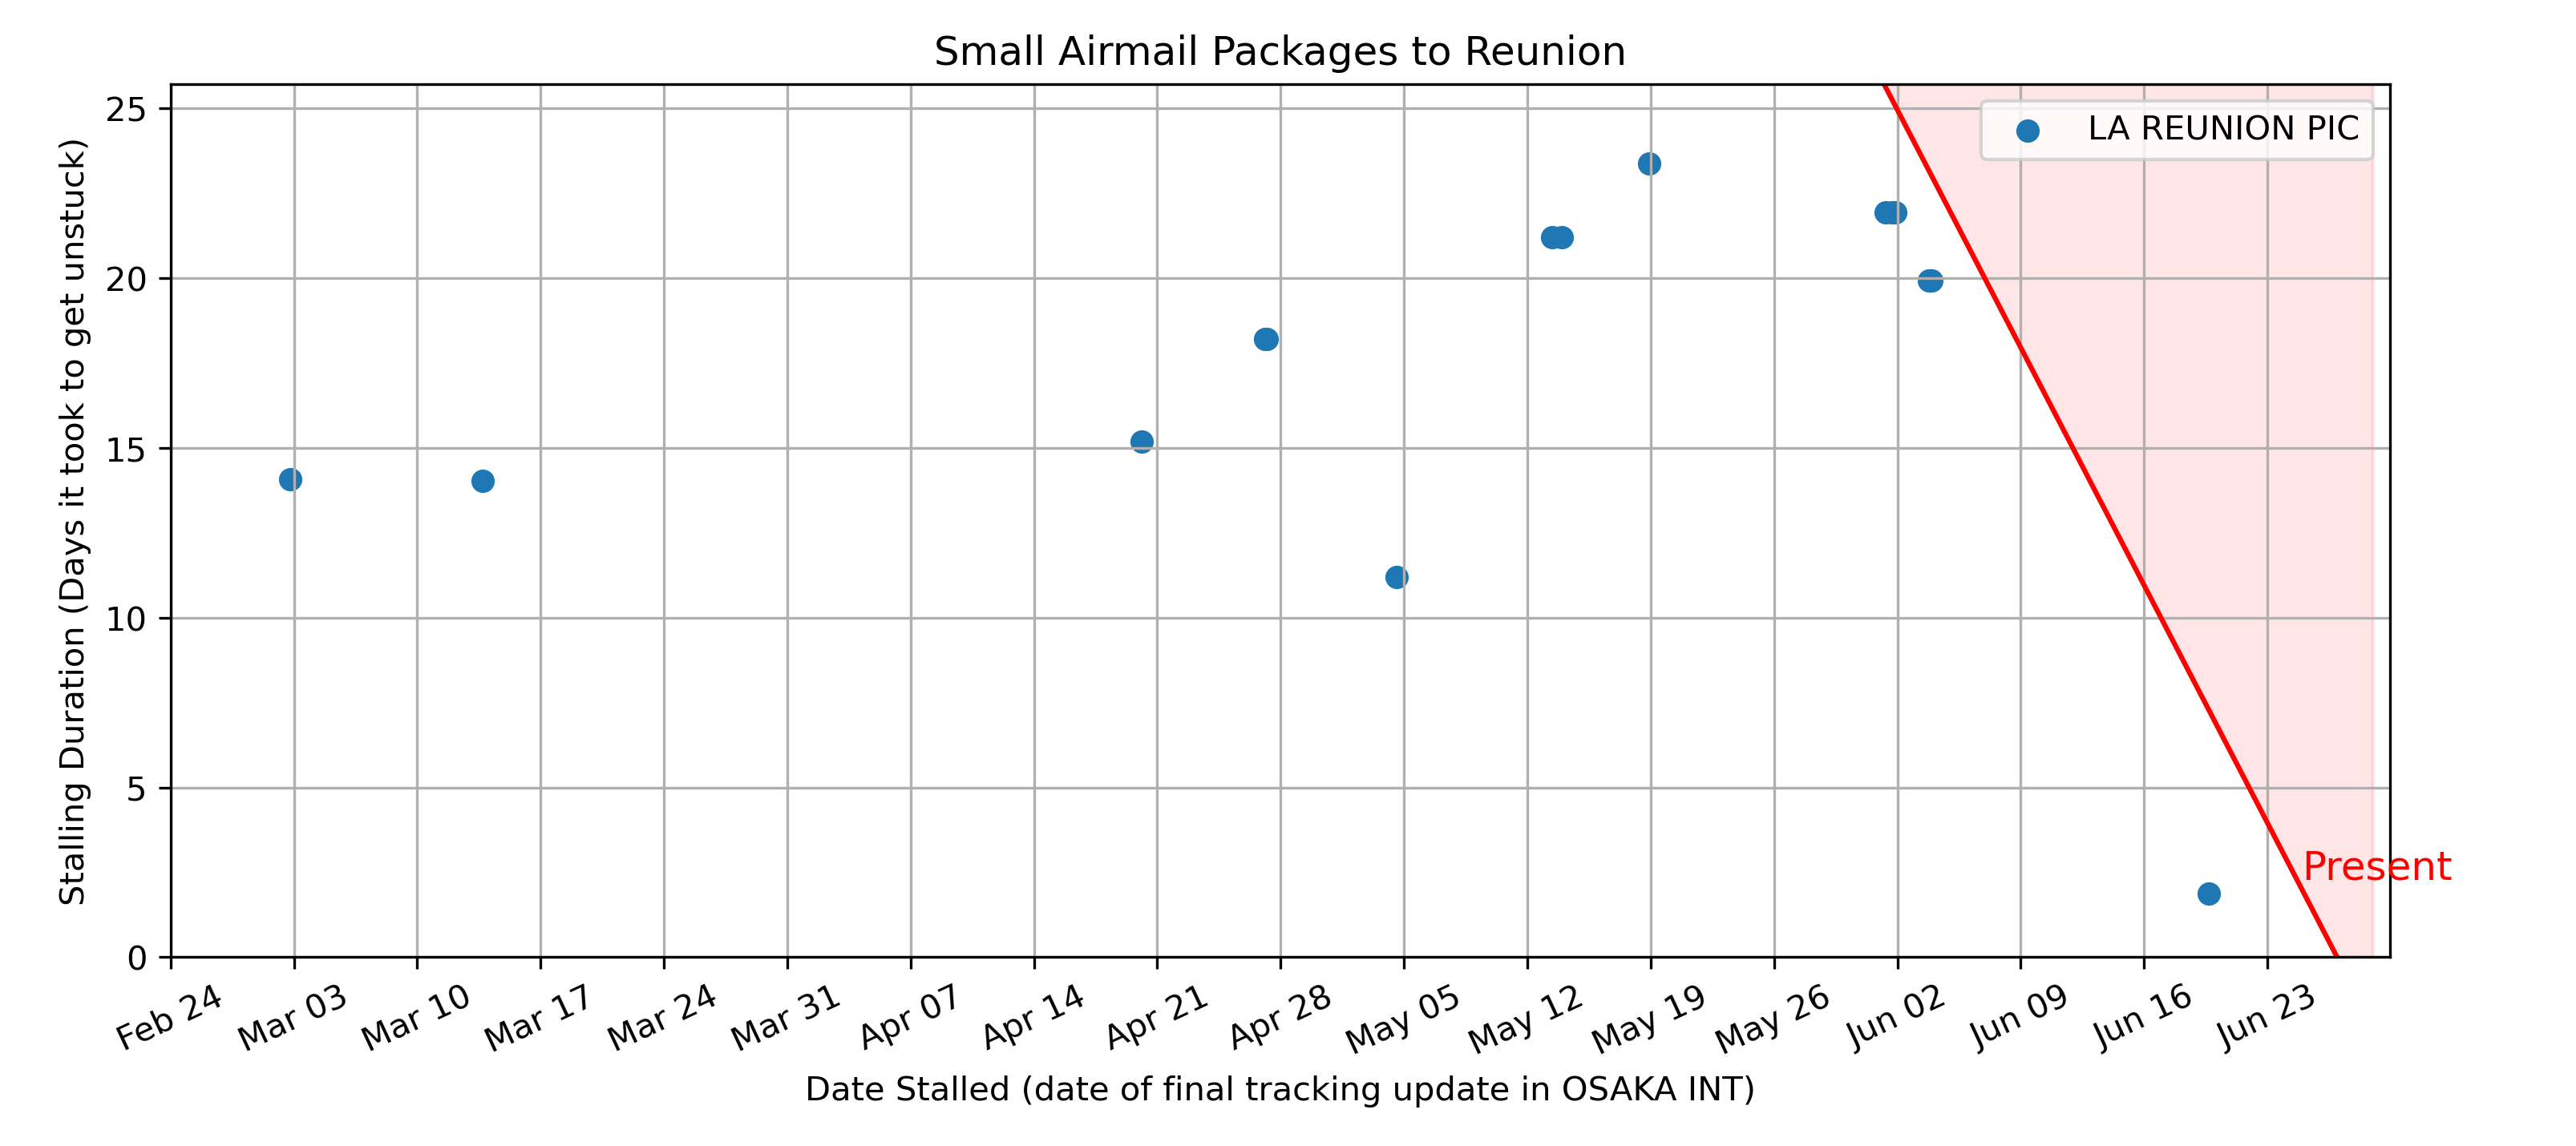 Small Airmail Packages to Reunion
LA REUNION PIC
Stalling Duration (Days it took to get unstuck)
25
20
15
10
5
0
Present
Feb 24
Mar 03
Mar 10
Mar 17
Mar 24
Mar 31
Apr 07
Apr 14
Apr 21
Apr 28
May 05
May 12
May 19
May 26
Jun 02
Jun 09
Jun 16
Jun 23
Date Stalled (date of final tracking update in OSAKA INT)